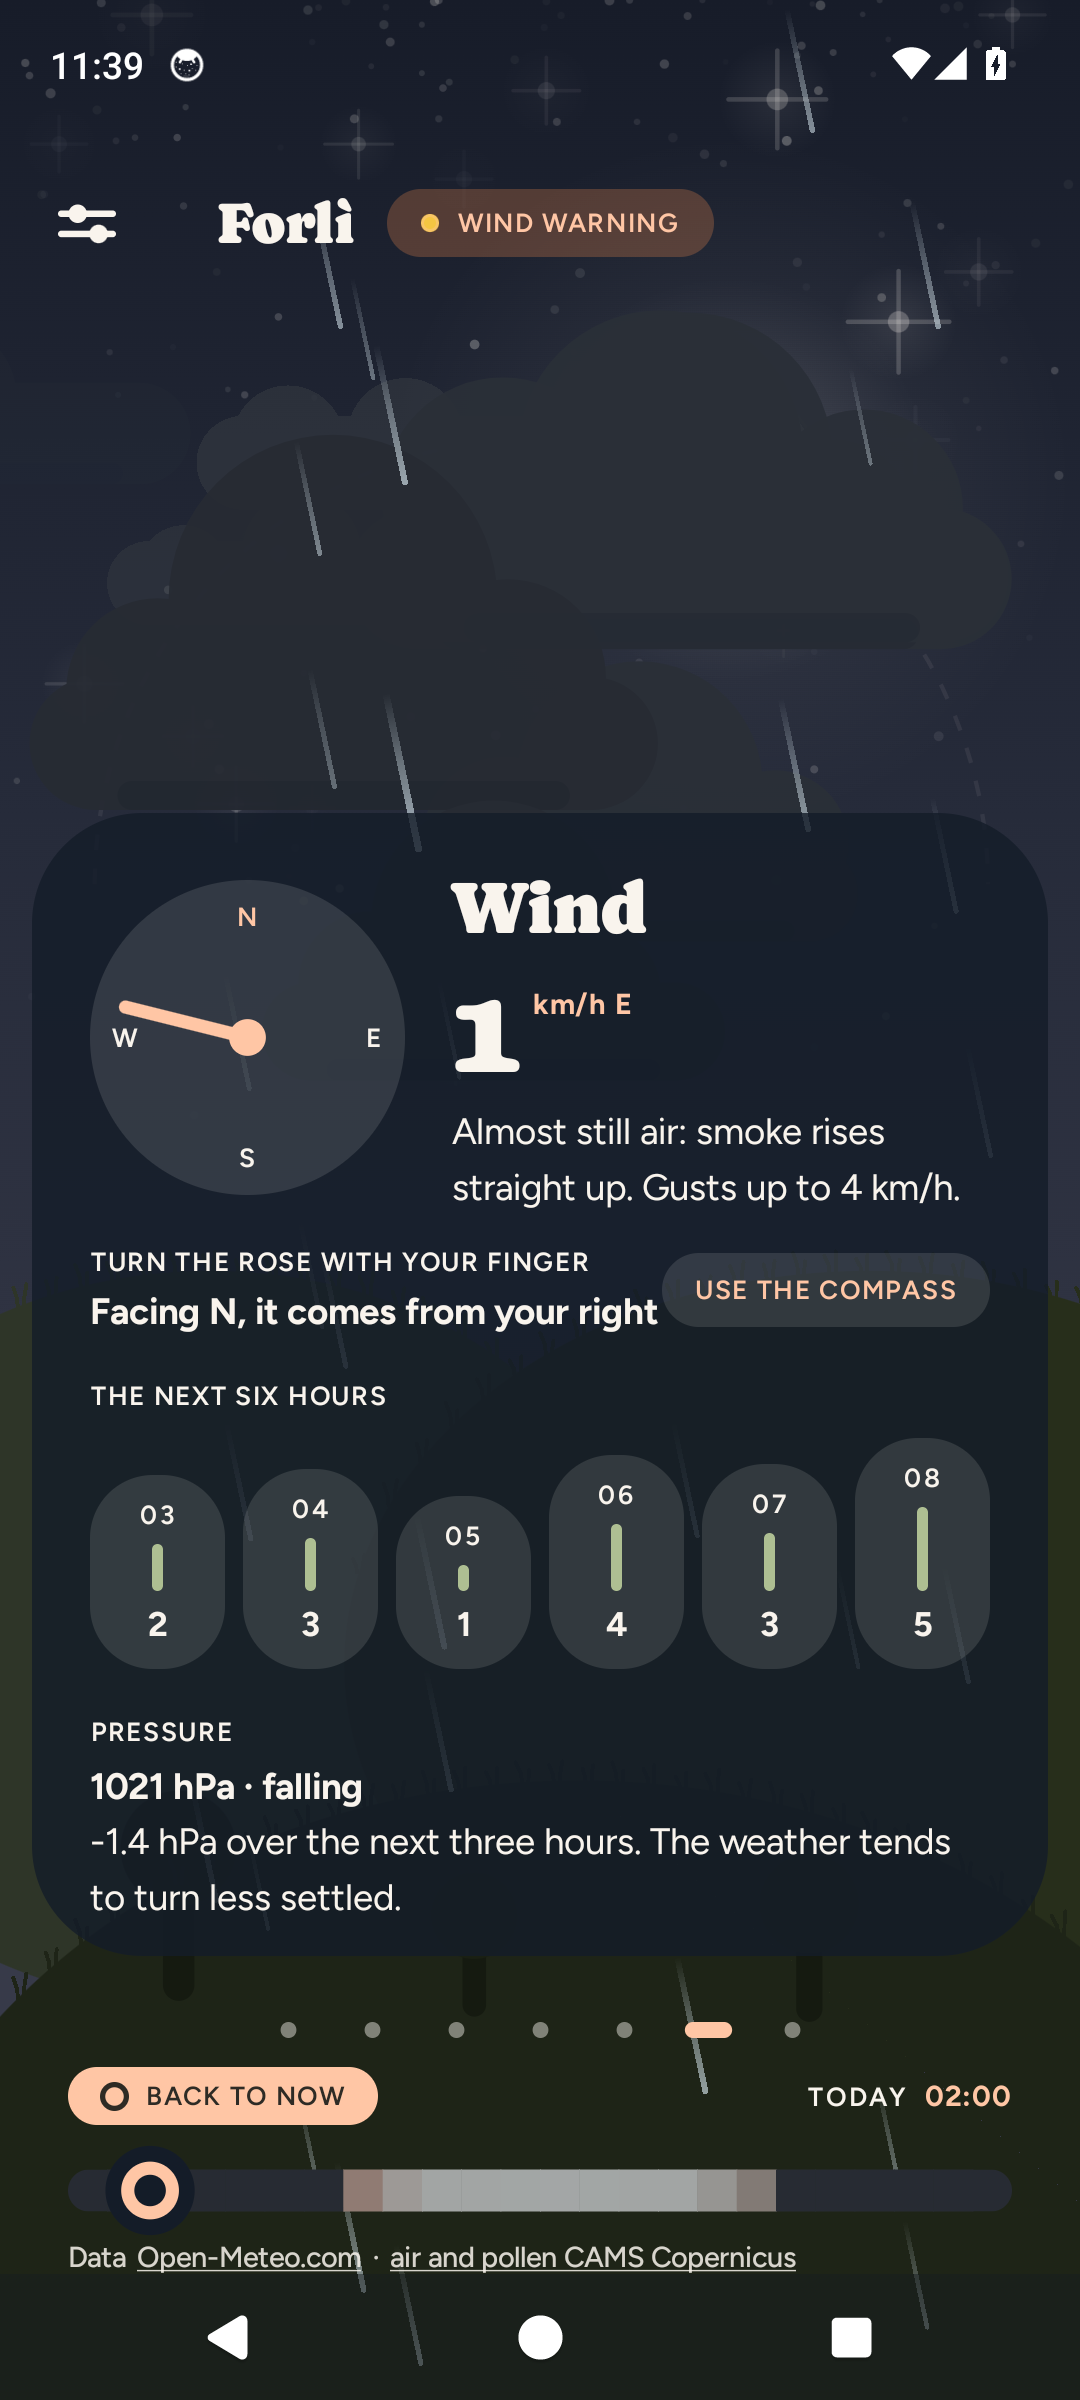 11:39
Forlì
WIND WARNING
N
W
E
S
Wind
1 km/h E
Almost still air: smoke rises
straight up. Gusts up to 4 km/h.
TURN THE ROSE WITH YOUR FINGER
Facing N, it comes from your right
USE THE COMPASS
THE NEXT SIX HOURS
03 04 05 06 07 08
2 3 1 4 3 5
PRESSURE
1021 hPa · falling
-1.4 hPa over the next three hours. The weather tends
to turn less settled.
BACK TO NOW
TODAY 02:00
Data Open-Meteo.com · air and pollen CAMS Copernicus